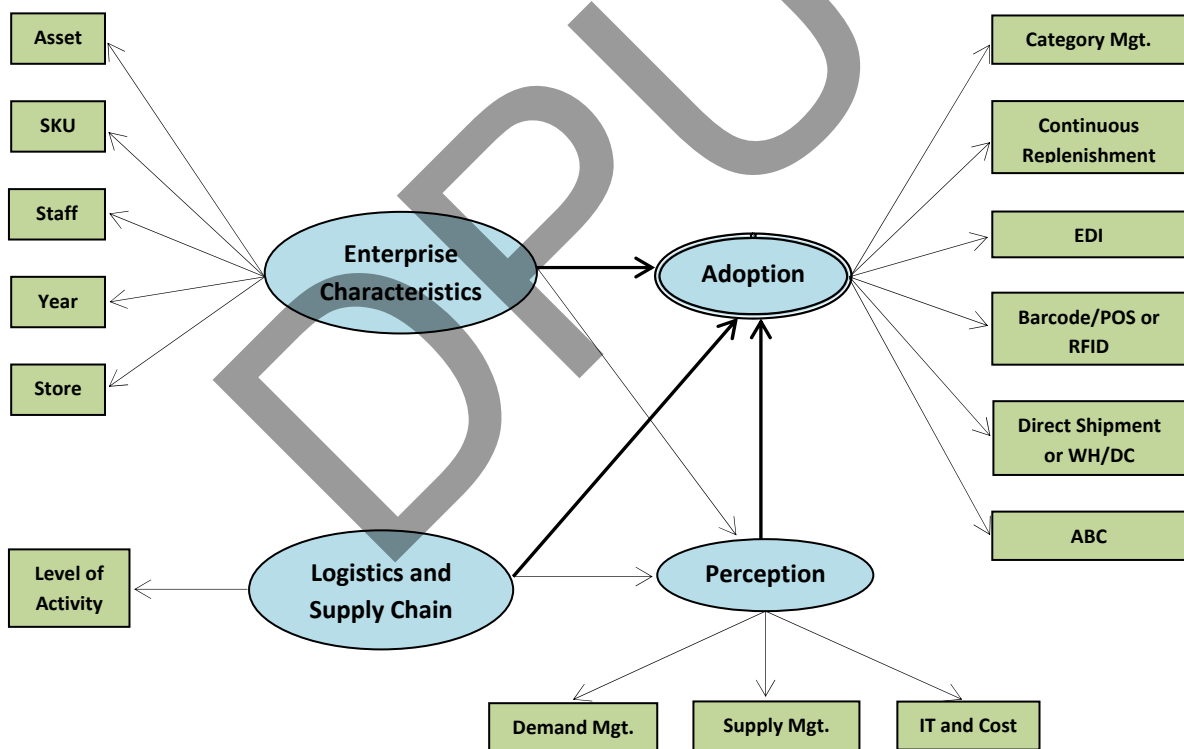 Asset
SKU
Staff
Year
Store
Level of
Activity
Enterprise
Characteristics
Logistics and
Supply Chain
Adoption
Perception
Demand Mgt.
Supply Mgt.
IT and Cost
Category Mgt.
Continuous
Replenishment
EDI
Barcode/POS or
RFID
Direct Shipment
or WH/DC
ABC
DPU